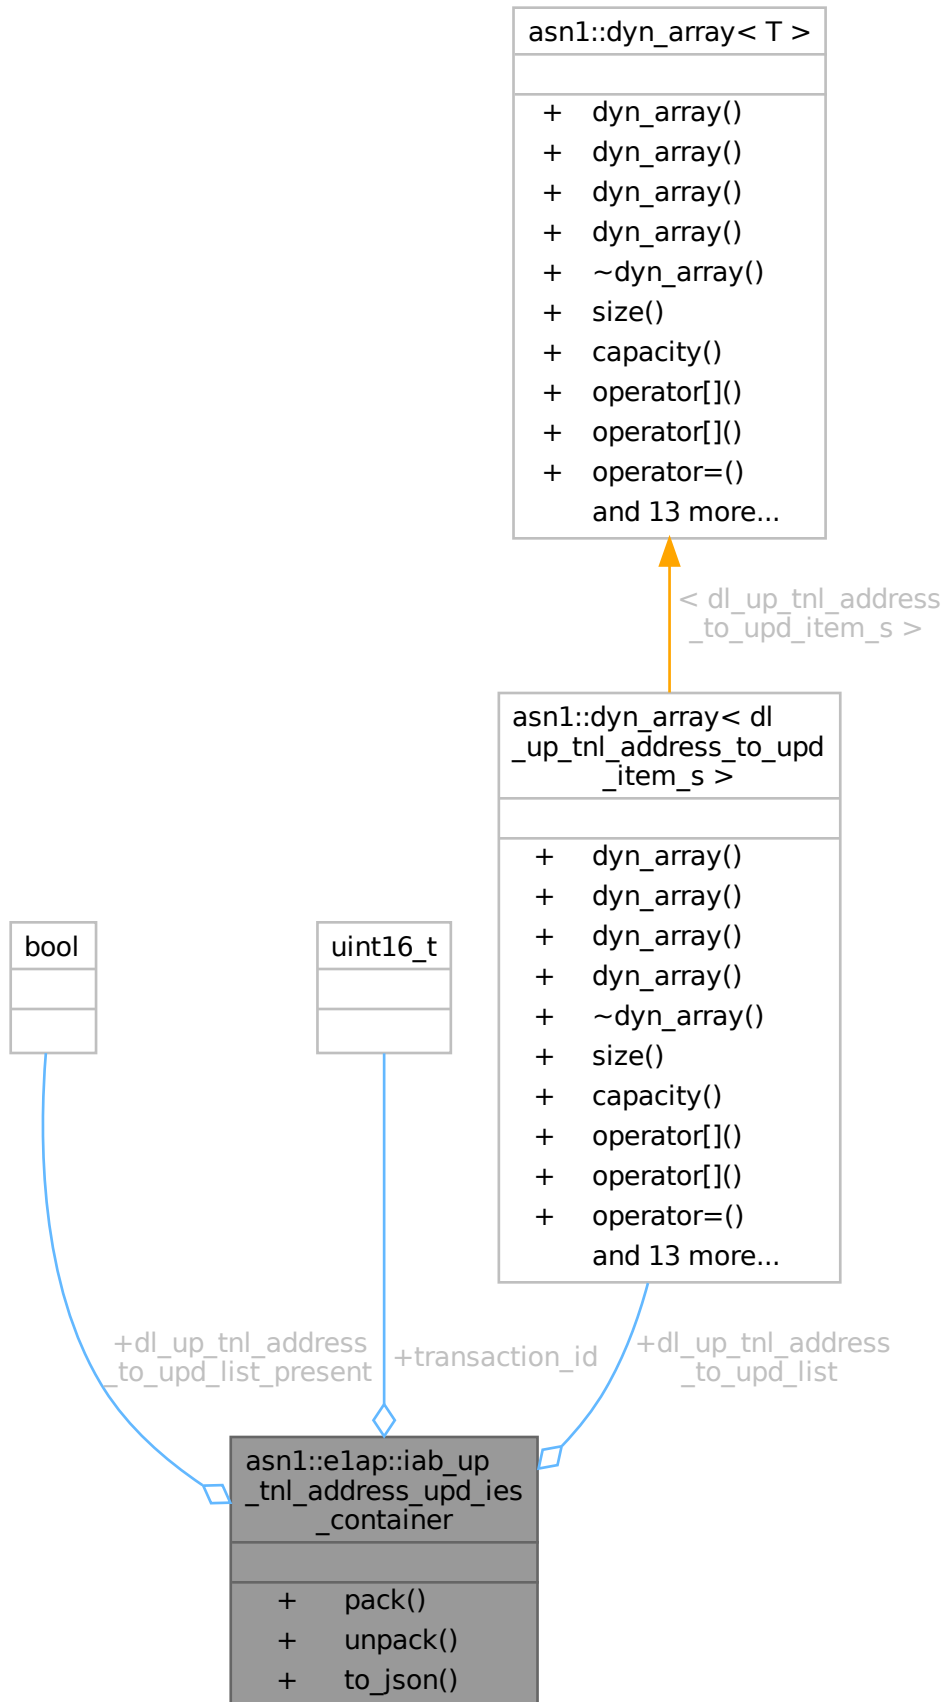 asn1::dyn_array< T >
+ dyn_array()
+ dyn_array()
+ dyn_array()
+ dyn_array()
+ ~dyn_array()
+ size()
+ capacity()
+ operator[]()
+ operator[]()
+ operator=()
and 13 more...
< dl_up_tnl_address
_to_upd_item_s >
asn1::dyn_array< dl
_up_tnl_address_to_upd
_item_s >
+ dyn_array()
+ dyn_array()
+ dyn_array()
+ dyn_array()
+ ~dyn_array()
+ size()
+ capacity()
+ operator[]()
+ operator[]()
+ operator=()
and 13 more...
bool
uint16_t
+dl_up_tnl_address
_to_upd_list_present
+transaction_id
+dl_up_tnl_address
_to_upd_list
asn1::e1ap::iab_up
_tnl_address_upd_ies
_container
+ pack()
+ unpack()
+ to_json()